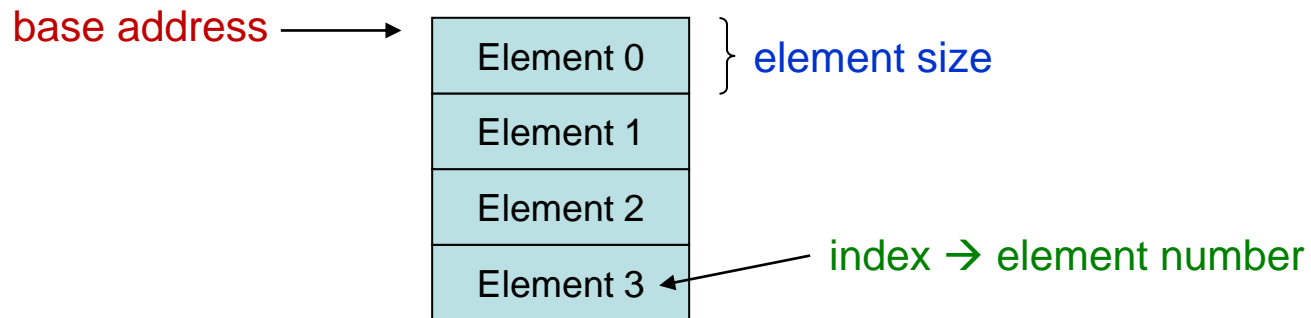 base address
Element 0
element size
Element 1
Element 2
Element 3
index → element number